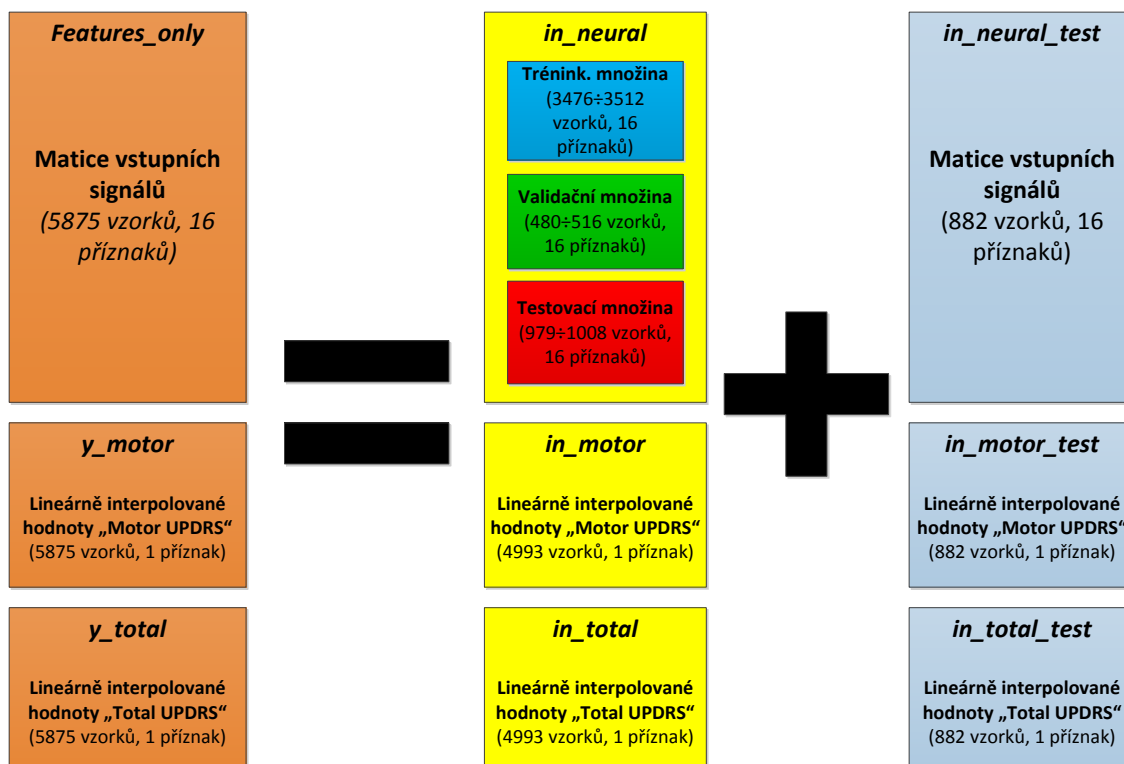 Features_only
Matice vstupních
signálů
(5875 vzorků, 16
příznaků)
in_neural
Trénink. množina
(3476÷3512
vzorků, 16
příznaků)
Validační množina
(480÷516 vzorků,
16 příznaků)
Testovací množina
(979÷1008 vzorků,
16 příznaků)
in_neural_test
Matice vstupních
signálů
(882 vzorků, 16
příznaků)
y_motor
Lineárně interpolované
hodnoty „Motor UPDRS“
(5875 vzorků, 1 příznak)
in_motor
Lineárně interpolované
hodnoty „Motor UPDRS“
(4993 vzorků, 1 příznak)
in_motor_test
Lineárně interpolované
hodnoty „Motor UPDRS“
(882 vzorků, 1 příznak)
y_total
Lineárně interpolované
hodnoty „Total UPDRS“
(5875 vzorků, 1 příznak)
in_total
Lineárně interpolované
hodnoty „Total UPDRS“
(4993 vzorků, 1 příznak)
in_total_test
Lineárně interpolované
hodnoty „Total UPDRS“
(882 vzorků, 1 příznak)